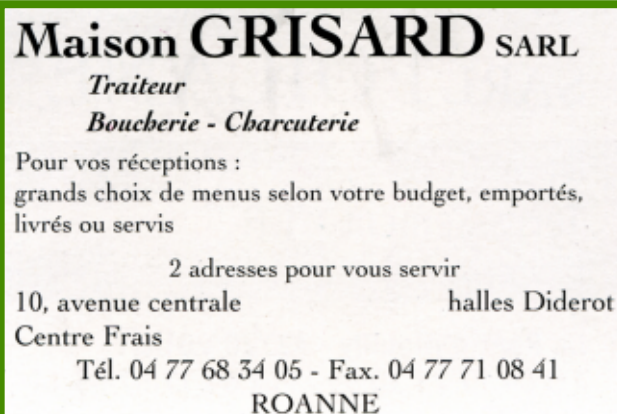 Maison GRISARD SARL
Traiteur
Boucherie - Charcuterie
Pour vos réceptions :
grands choix de menus selon votre budget, emportés,
livrés ou servis
2 adresses pour vous servir
10, avenue centrale halles Diderot
Centre Frais
Tél. 04 77 68 34 05 - Fax. 04 77 71 08 41
ROANNE